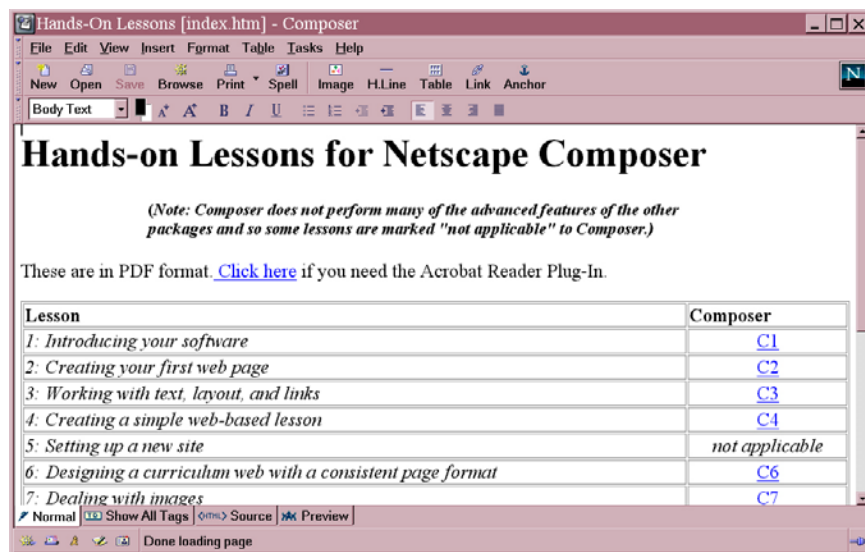 Hands-On Lessons [index.htm] - Composer
File Edit View Insert Format Table Tasks Help
New Open Save Browse Print Spell Image H.Line Table Link Anchor
N
Body Text A A B I U
Hands-on Lessons for Netscape Composer
(Note: Composer does not perform many of the advanced features of the other
packages and so some lessons are marked "not applicable" to Composer.)
These are in PDF format. Click here if you need the Acrobat Reader Plug-In.
Lesson Composer
1: Introducing your software C1
2: Creating your first web page C2
3: Working with text, layout, and links C3
4: Creating a simple web-based lesson C4
5: Setting up a new site not applicable
6: Designing a curriculum web with a consistent page format C6
7: Dealing with images C7
Normal Show All Tags <HTML> Source Preview
Done loading page